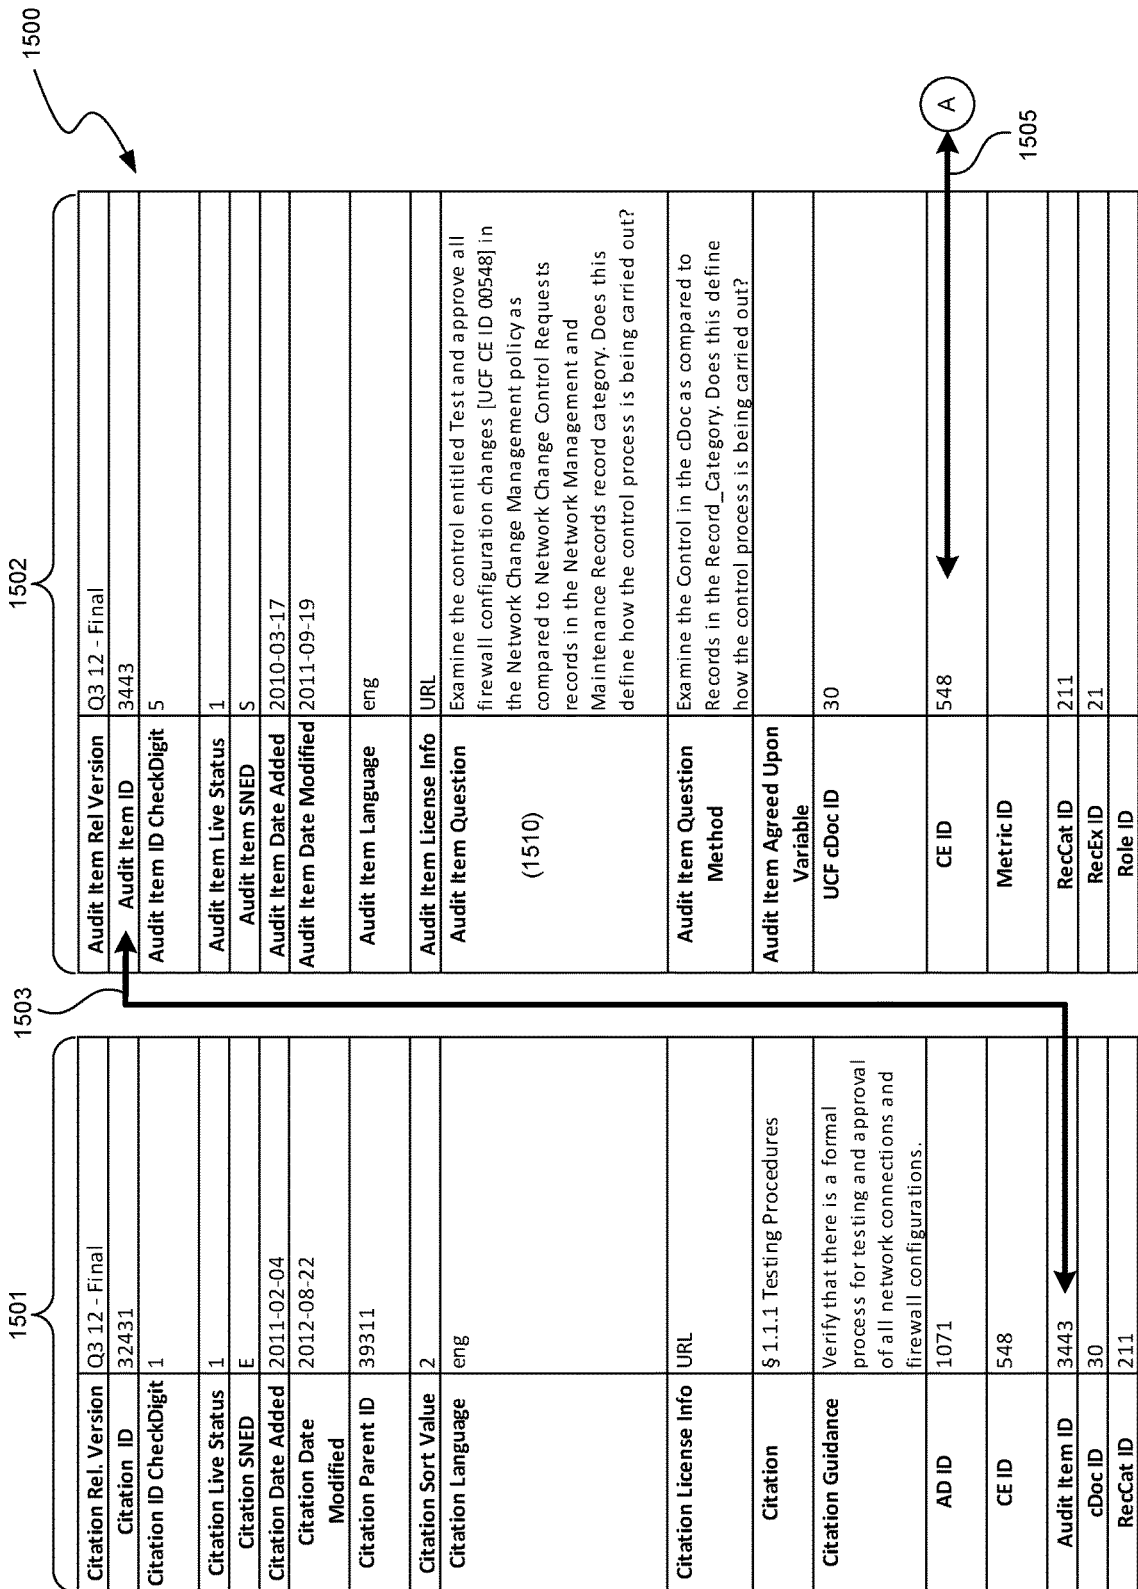 1500
1501
Citation Rel. Version Q3 12 - Final
Citation ID 32431
Citation ID CheckDigit 1
Citation Live Status 1
Citation SNED E
Citation Date Added 2011-02-04
Citation Date 2012-08-22
Modified
Citation Parent ID 39311
Citation Sort Value 2
Citation Language eng
Citation License Info URL
Citation § 1.1.1 Testing Procedures
Citation Guidance Verify that there is a formal
process for testing and approval
of all network connections and
firewall configurations.
AD ID 1071
CE ID 548
Audit Item ID 3443
cDoc ID 30
RecCat ID 211
1503
1502
Audit Item Rel Version Q3 12 - Final
Audit Item ID 3443
Audit Item ID CheckDigit 5
Audit Item Live Status 1
Audit Item SNED S
Audit Item Date Added 2010-03-17
Audit Item Date Modified 2011-09-19
Audit Item Language eng
Audit Item License Info URL
Audit Item Question Examine the control entitled Test and approve all
firewall configuration changes [UCF CE ID 00548] in
the Network Change Management policy as
(1510) compared to Network Change Control Requests
records in the Network Management and
Maintenance Records record category. Does this
define how the control process is being carried out?
Audit Item Question Examine the Control in the cDoc as compared to
Method Records in the Record_Category. Does this define
how the control process is being carried out?
Audit Item Agreed Upon
Variable
UCF cDoc ID 30
CE ID 548
Metric ID
RecCat ID 211
RecEx ID 21
Role ID
A
1505